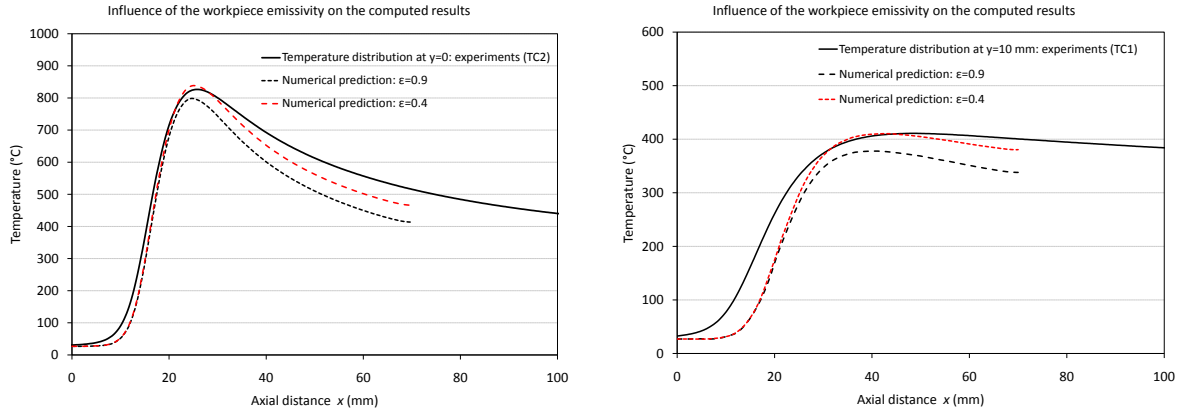 Influence of the workpiece emissivity on the computed results
1000
900
800
700
600
500
400
300
200
100
0
Temperature (°C)
Temperature distribution at y=0: experiments (TC2)
Numerical prediction: ε=0.9
Numerical prediction: ε=0.4
0 20 40 60 80 100
Axial distance x (mm)
Influence of the workpiece emissivity on the computed results
600
500
400
300
200
100
0
Temperature (°C)
Temperature distribution at y=10 mm: experiments (TC1)
Numerical prediction: ε=0.9
Numerical prediction: ε=0.4
0 20 40 60 80 100
Axial distance x (mm)